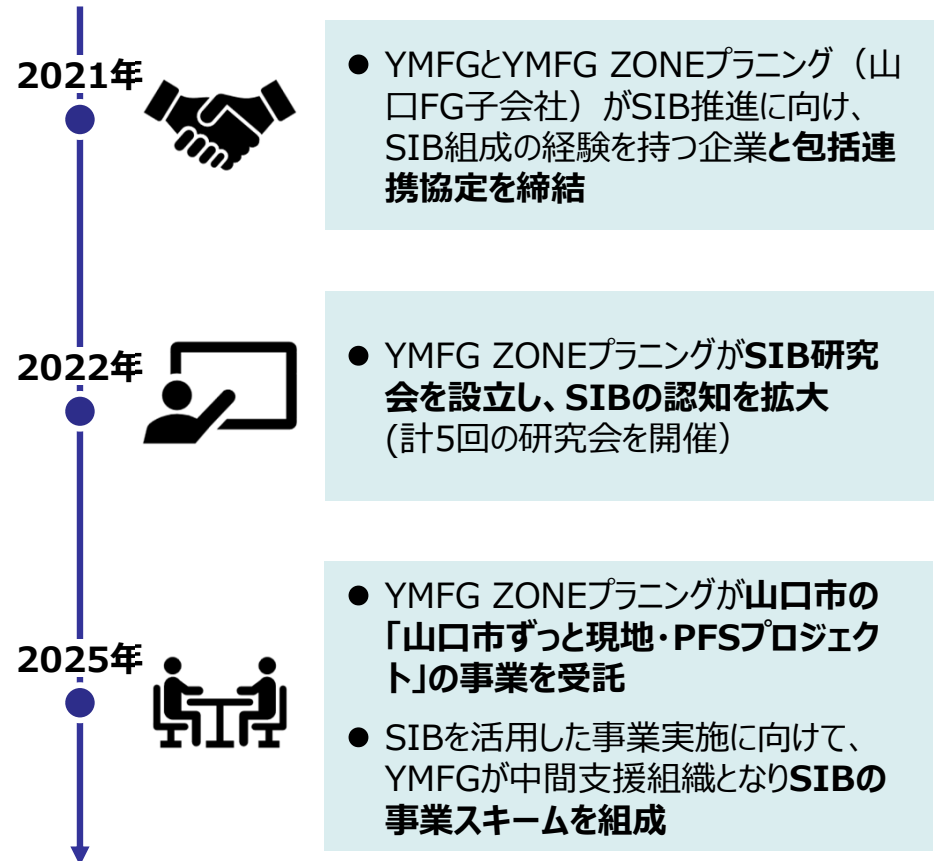 2021年
● YMFGとYMFG ZONEプラニング（山
口FG子会社）がSIB推進に向け、
SIB組成の経験を持つ企業と包括連
携協定を締結
2022年
● YMFG ZONEプラニングがSIB研究
会を設立し、SIBの認知を拡大
(計5回の研究会を開催）
2025年
● YMFG ZONEプラニングが山口市の
「山口市ずっと現地・PFSプロジェク
ト」の事業を受託
● SIBを活用した事業実施に向けて、
YMFGが中間支援組織となりSIBの
事業スキームを組成